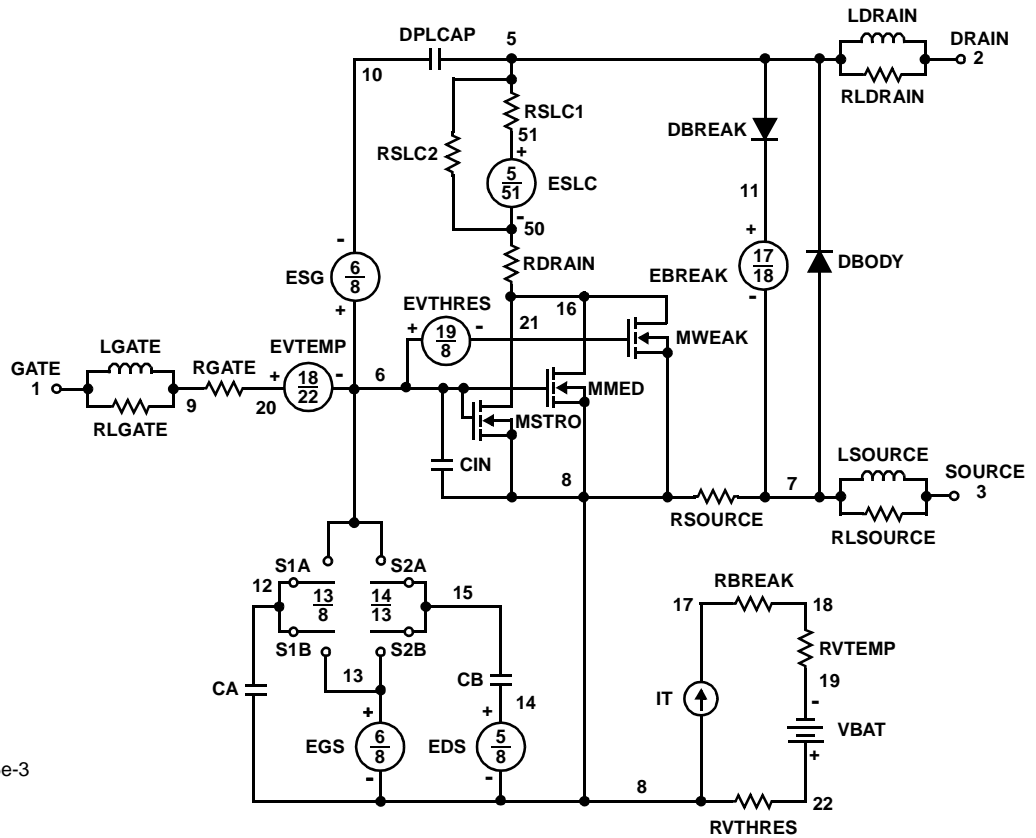 LDRAIN
DPLCAP 5 DRAIN
10 2
RLDRAIN
RSLC1
51
DBREAK
+
RSLC2
5
51
ESLC
11
-
50
+
-
RDRAIN
17
18
EBREAK
DBODY
6
8
ESG
EVTHRES
16
-
+
+
19
8
-
21
MWEAK
LGATE
EVTEMP
GATE
1
RGATE
+
18
22
-
6
MMED
9
20
RLGATE
MSTRO
LSOURCE
CIN
8
7
SOURCE
3
RSOURCE
RLSOURCE
S1A
S2A
12
13
8
14
13
15
RBREAK
17
18
S1B
S2B
RVTEMP
13
CB
CA
14
19
IT
-
+
+
VBAT
EGS
6
8
EDS
5
8
+
-
-
e-3
8
22
RVTHRES